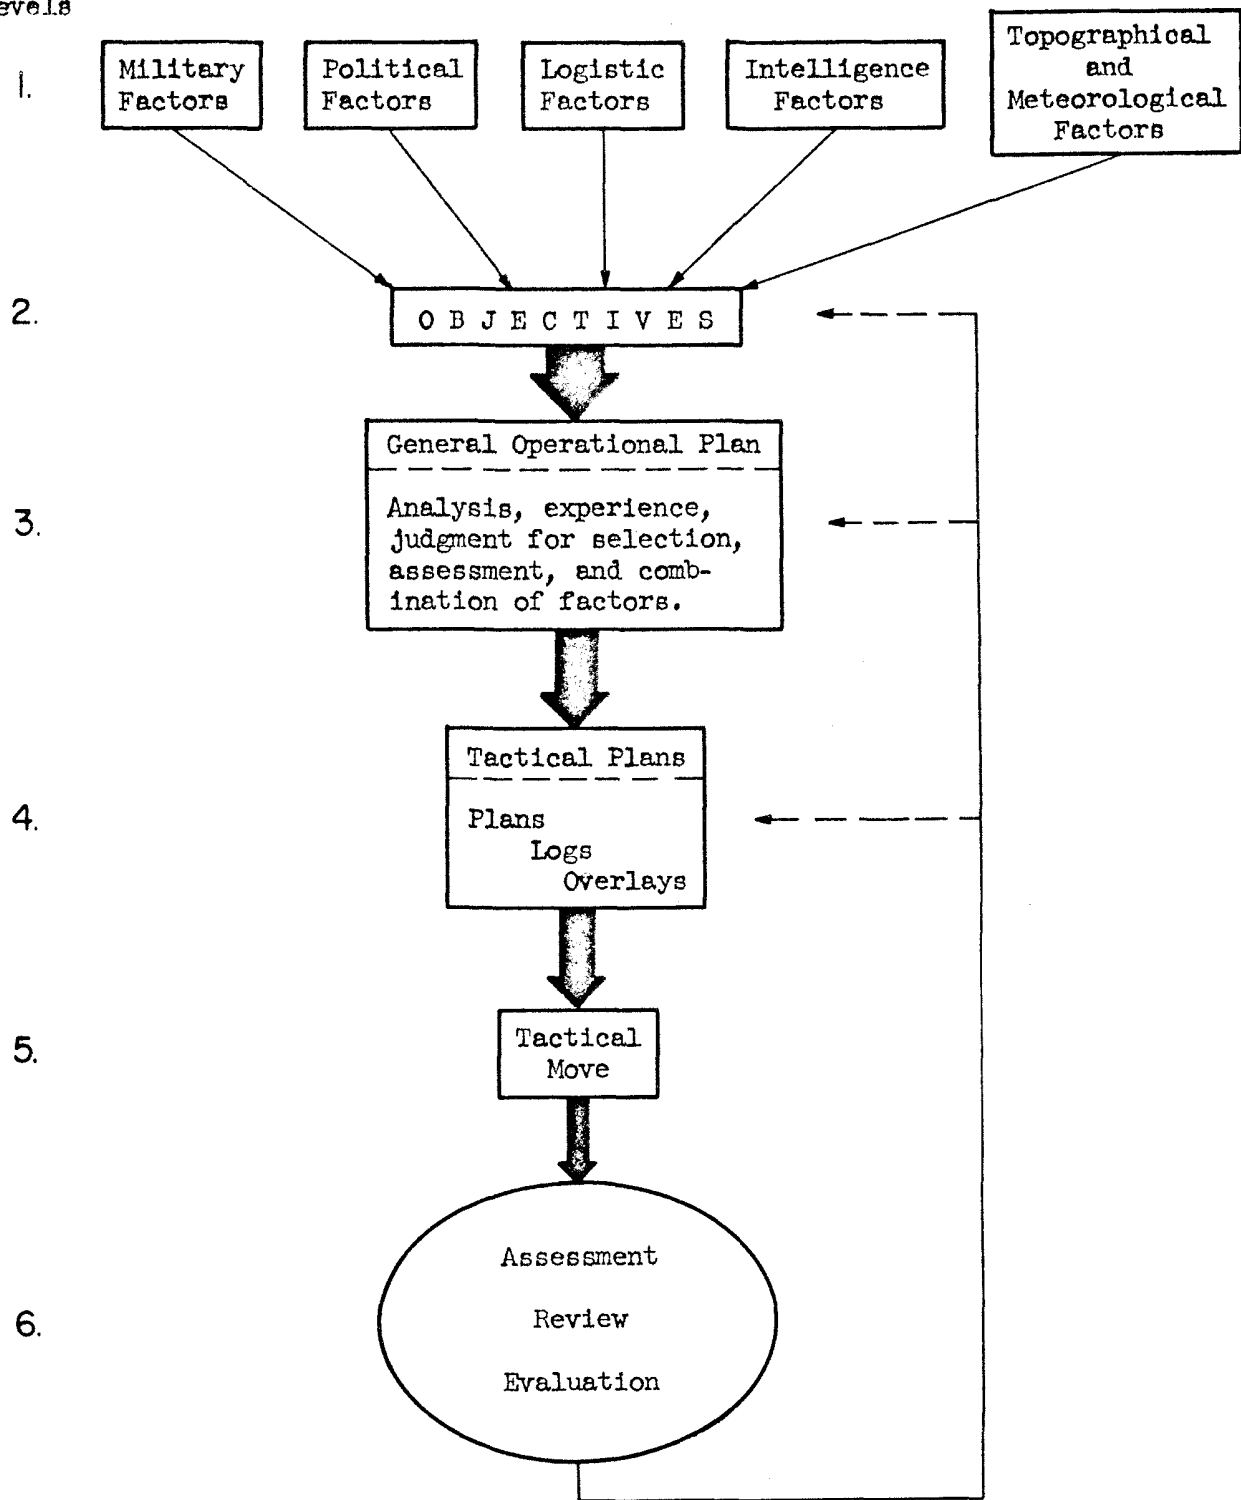 1.
Military
Factors
Political
Factors
Logistic
Factors
Intelligence
Factors
Topographical
and
Meteorological
Factors
2.
O B J E C T I V E S
3.
General Operational Plan
Analysis, experience,
judgment for selection,
assessment, and comb-
ination of factors.
4.
Tactical Plans
Plans
Logs
Overlays
5.
Tactical
Move
6.
Assessment
Review
Evaluation